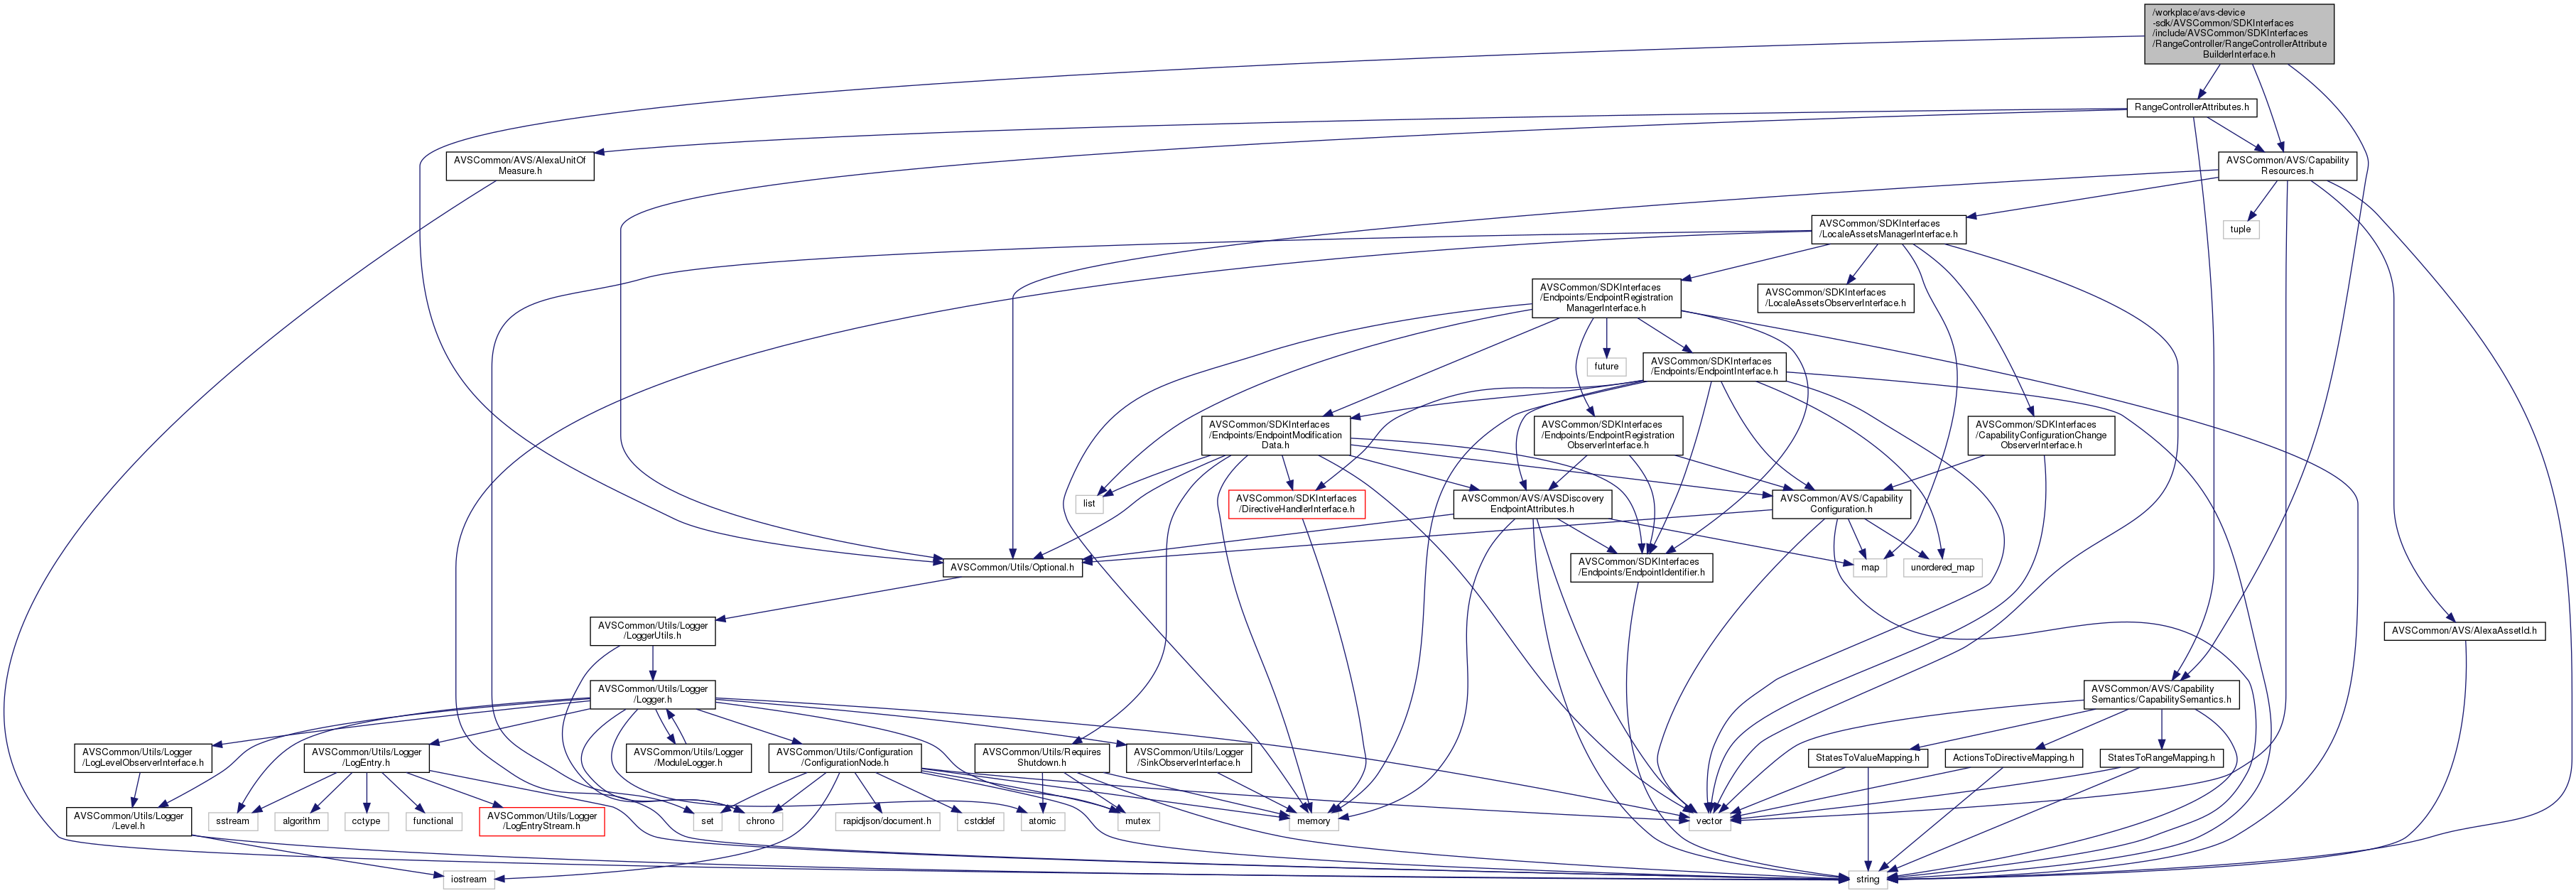 /workplace/avs-device
-sdk/AVSCommon/SDKInterfaces
/include/AVSCommon/SDKInterfaces
/RangeController/RangeControllerAttribute
BuilderInterface.h
RangeControllerAttributes.h
AVSCommon/AVS/AlexaUnitOf
Measure.h
AVSCommon/AVS/Capability
Resources.h
AVSCommon/SDKInterfaces
/LocaleAssetsManagerInterface.h
tuple
AVSCommon/SDKInterfaces
/Endpoints/EndpointRegistration
ManagerInterface.h
AVSCommon/SDKInterfaces
/LocaleAssetsObserverInterface.h
future
AVSCommon/SDKInterfaces
/Endpoints/EndpointInterface.h
AVSCommon/SDKInterfaces
/Endpoints/EndpointModification
Data.h
AVSCommon/SDKInterfaces
/Endpoints/EndpointRegistration
ObserverInterface.h
AVSCommon/SDKInterfaces
/CapabilityConfigurationChange
ObserverInterface.h
list
AVSCommon/SDKInterfaces
/DirectiveHandlerInterface.h
AVSCommon/AVS/AVSDiscovery
EndpointAttributes.h
AVSCommon/AVS/Capability
Configuration.h
AVSCommon/Utils/Optional.h
AVSCommon/SDKInterfaces
/Endpoints/EndpointIdentifier.h
map
unordered_map
AVSCommon/Utils/Logger
/LoggerUtils.h
AVSCommon/AVS/AlexaAssetId.h
AVSCommon/Utils/Logger
/Logger.h
AVSCommon/AVS/Capability
Semantics/CapabilitySemantics.h
AVSCommon/Utils/Logger
/LogLevelObserverInterface.h
AVSCommon/Utils/Logger
/LogEntry.h
AVSCommon/Utils/Logger
/ModuleLogger.h
AVSCommon/Utils/Configuration
/ConfigurationNode.h
AVSCommon/Utils/Requires
Shutdown.h
AVSCommon/Utils/Logger
/SinkObserverInterface.h
StatesToValueMapping.h
ActionsToDirectiveMapping.h
StatesToRangeMapping.h
AVSCommon/Utils/Logger
/Level.h
sstream
algorithm
cctype
functional
AVSCommon/Utils/Logger
/LogEntryStream.h
set
chrono
rapidjson/document.h
cstddef
atomic
mutex
memory
vector
iostream
string